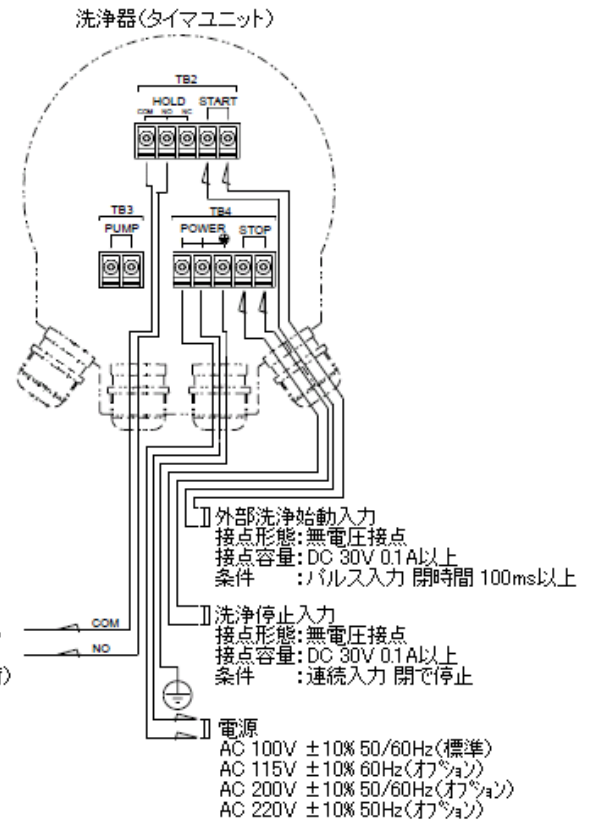 洗浄器(タイマユニット)
TB2
HOLD START
COM NO NC
TB3
PUMP
TB4
POWER STOP
外部洗浄始動入力
接点形態:無電圧接点
接点容量:DC 30V 0.1A以上
条件 :パルス入力 閉時間 100ms以上
洗浄停止入力
接点形態:無電圧接点
接点容量:DC 30V 0.1A以上
条件 :連続入力 閉で停止
COM
NO
電源
AC 100V ±10% 50/60Hz(標準)
AC 115V ±10% 60Hz(オプション)
AC 200V ±10% 50/60Hz(オプション)
AC 220V ±10% 50Hz(オプション)